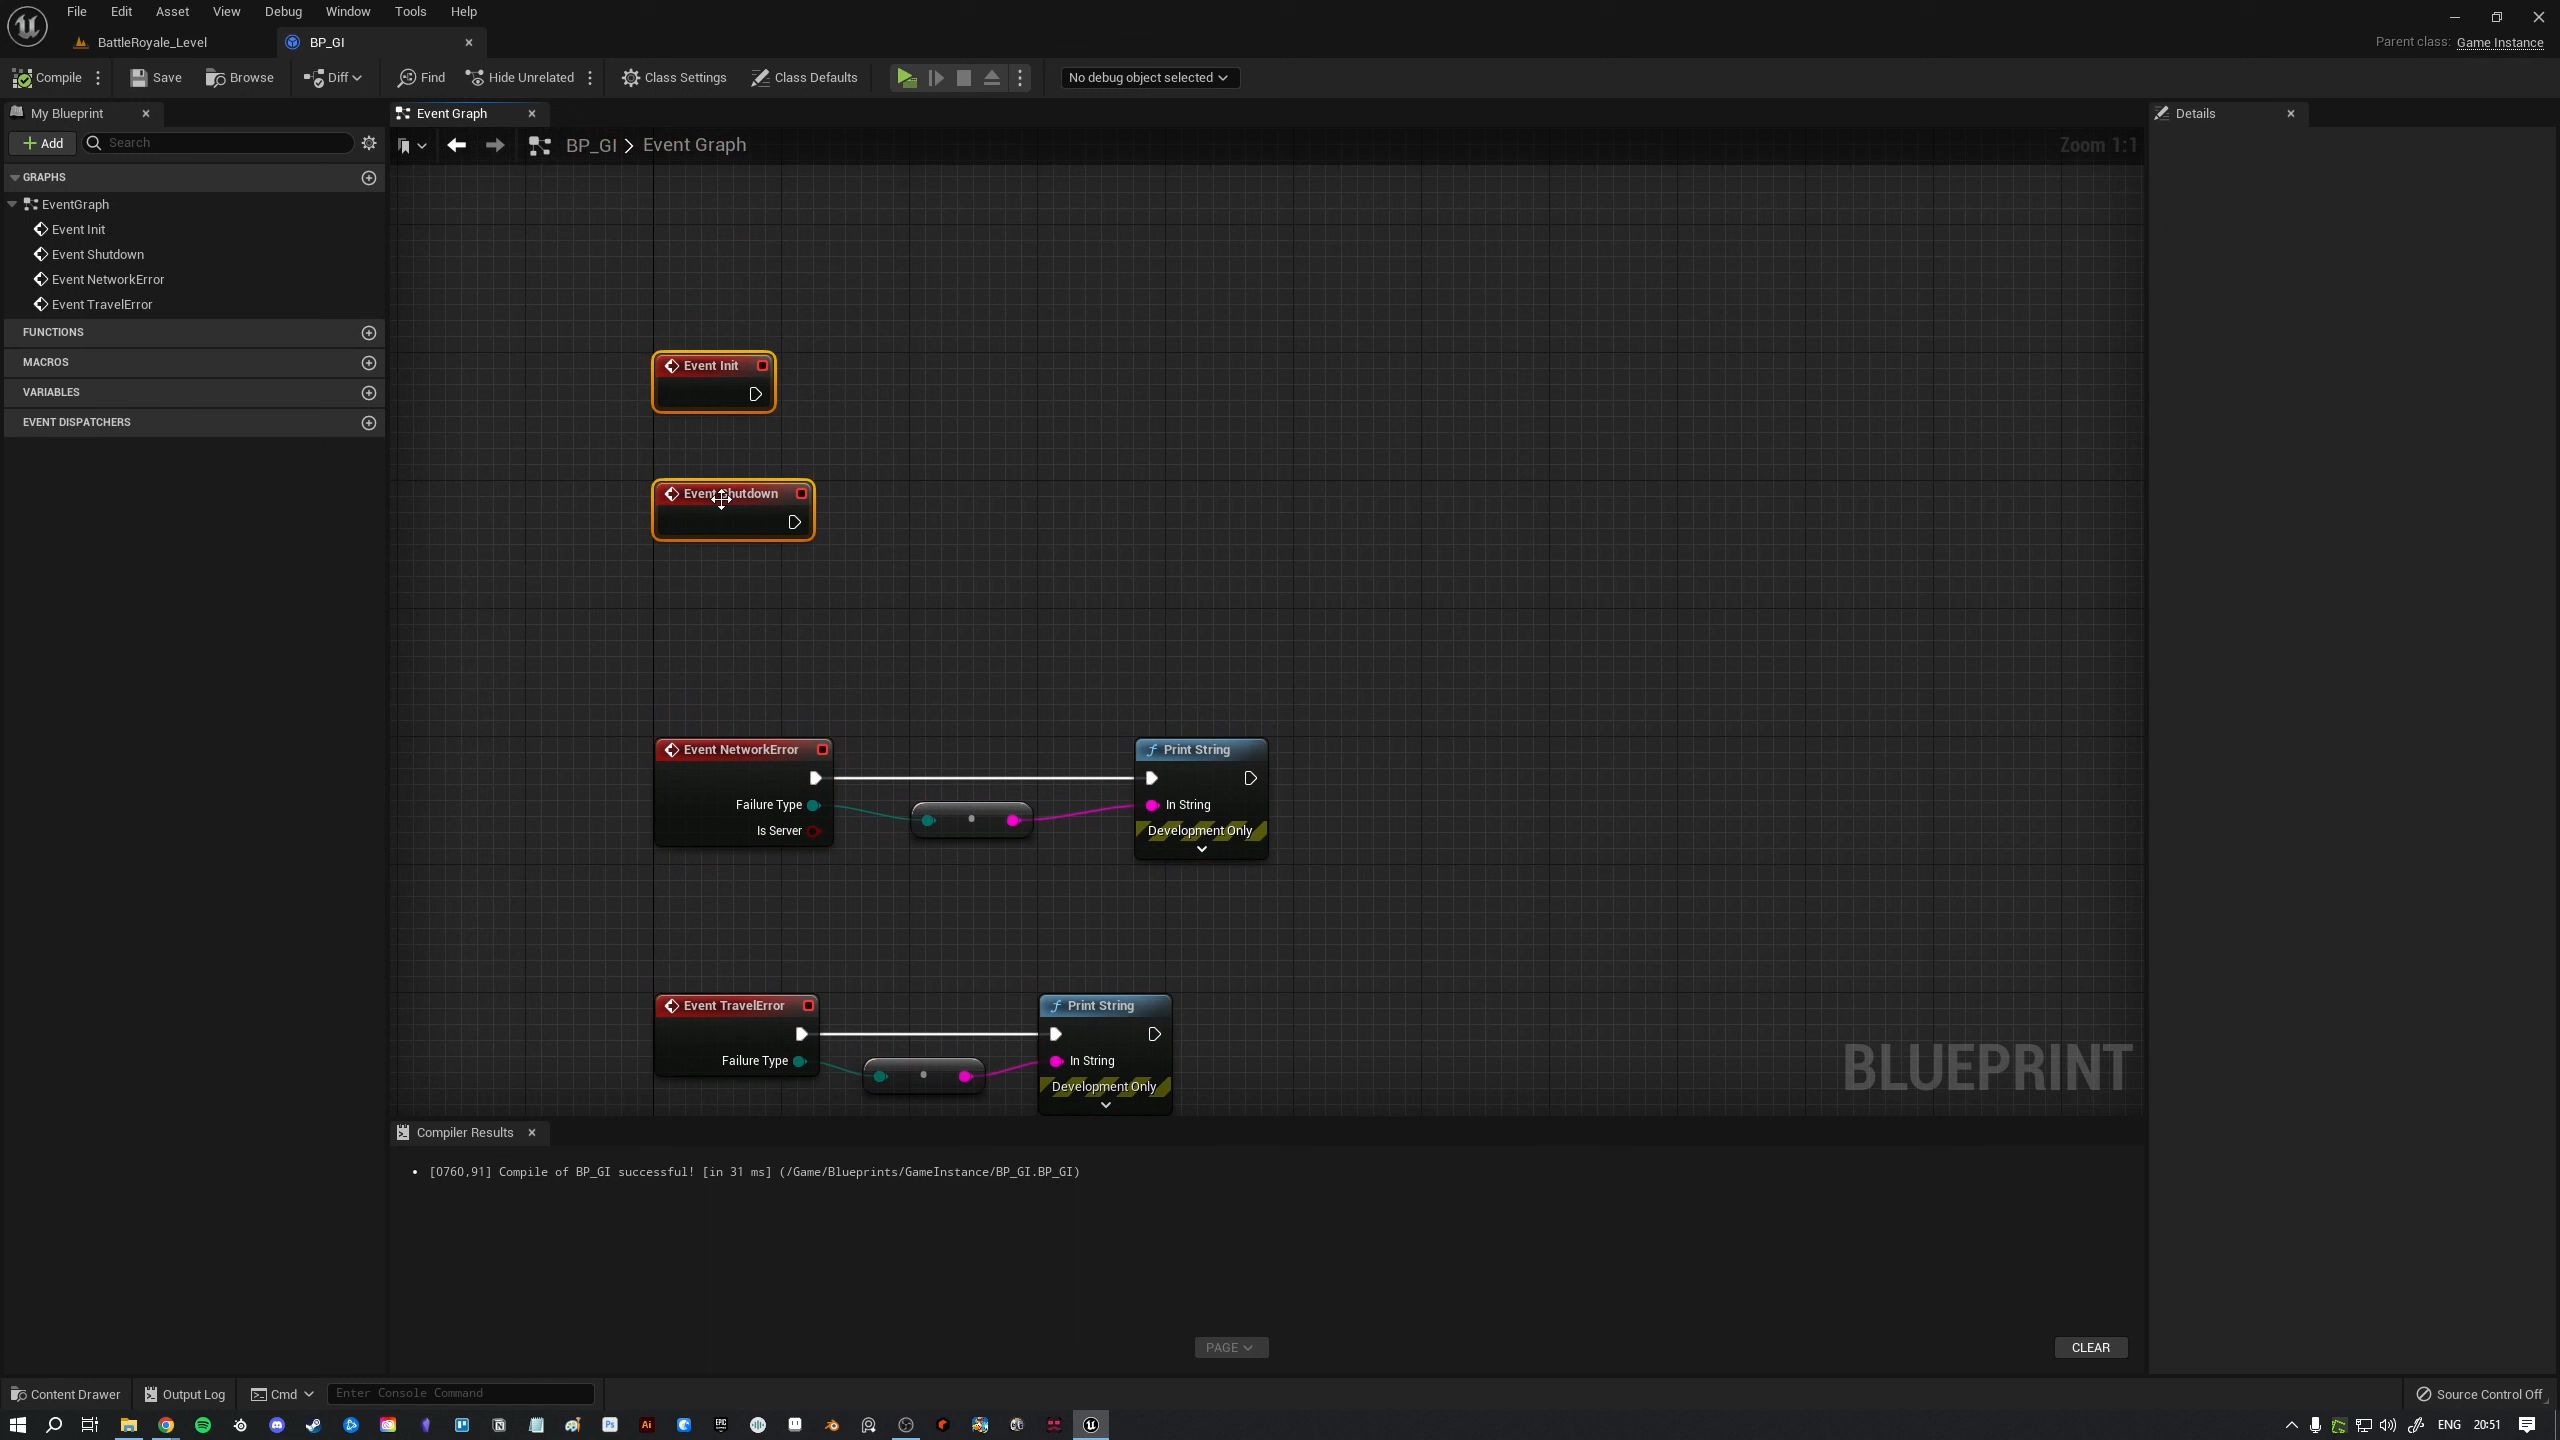 File Edit Asset View Debug Window Tools Help
BattleRoyale_Level
BP_GI
Parent class: Game Instance
Compile
Save
Browse
Diff
Find
Hide Unrelated
Class Settings
Class Defaults
No debug object selected
My Blueprint
Event Graph
Details
Add
Search
BP_GI > Event Graph
Zoom 1:1
GRAPHS
EventGraph
Event Init
Event Shutdown
Event NetworkError
Event TravelError
FUNCTIONS
MACROS
VARIABLES
EVENT DISPATCHERS
Event Init
Event Shutdown
Event NetworkError
Failure Type
Is Server
Print String
In String
Development Only
Event TravelError
Failure Type
Print String
In String
Development Only
BLUEPRINT
Compiler Results
• [0760,91] Compile of BP_GI successful! [in 31 ms] (/Game/Blueprints/GameInstance/BP_GI.BP_GI)
PAGE
CLEAR
Content Drawer
Output Log
Cmd
Enter Console Command
Source Control Off
Ps
Ai
EPIC
ENG
20:51